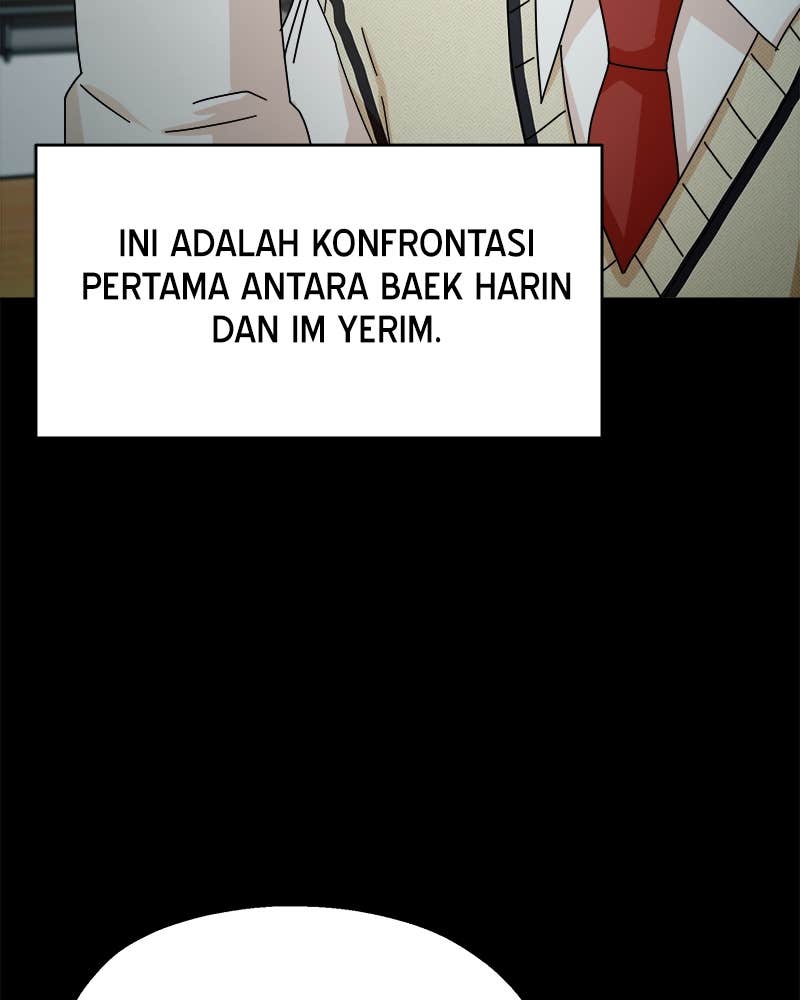 INI ADALAH KONFRONTASI
PERTAMA ANTARA BAEK HARIN
DAN IM YERIM.